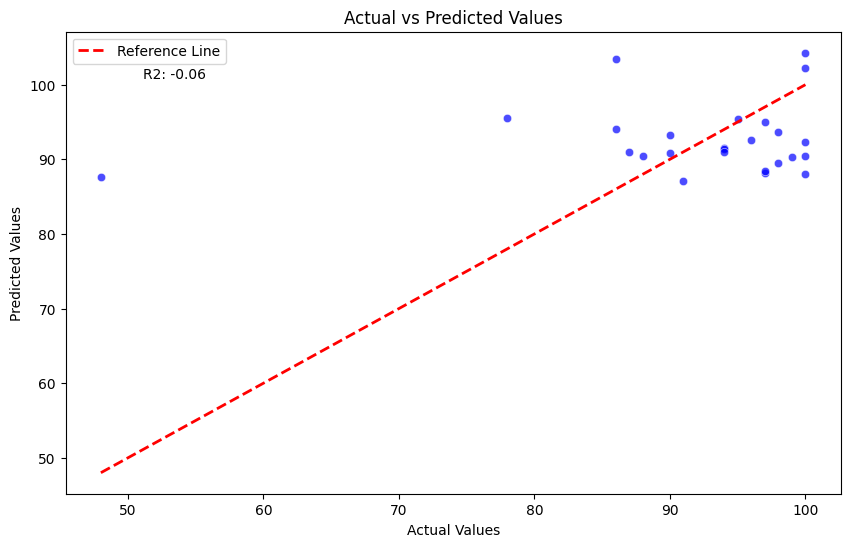 Actual vs Predicted Values
Reference Line
R2: -0.06
100
90
80
70
60
50
Predicted Values
50 60 70 80 90 100
Actual Values